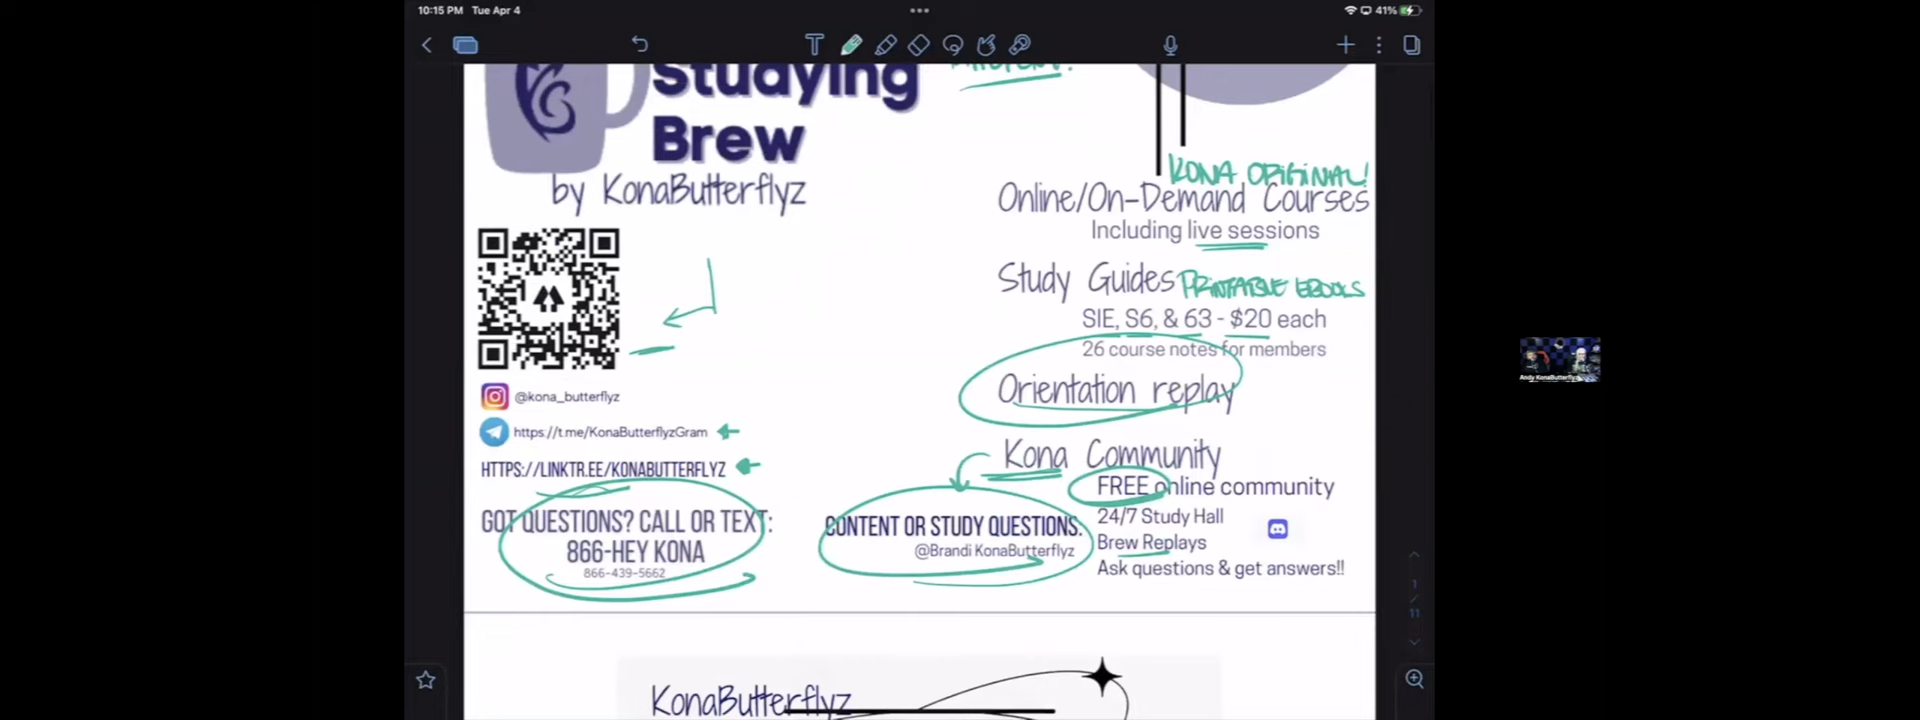 10:15 PM Tue Apr 4
41%
Studying
Brew
by KonaButterflyz
KONA ORIGINAL!
Online/On-Demand Courses
Including live sessions
Study Guides PRINTABLE EBOOKS
SIE, S6, & 63 - $20 each
26 course notes for members
Orientation replay
@kona_butterflyz
https://t.me/KonaButterflyzGram
HTTPS://LINKTR.EE/KONABUTTERFLYZ
GOT QUESTIONS? CALL OR TEXT:
866-HEY KONA
866-439-5662
Kona Community
FREE online community
24/7 Study Hall
Brew Replays
Ask questions & get answers!!
CONTENT OR STUDY QUESTIONS:
@Brandi KonaButterflyz
1
/
11
KonaButterflyz
Andy KonaButterflyz